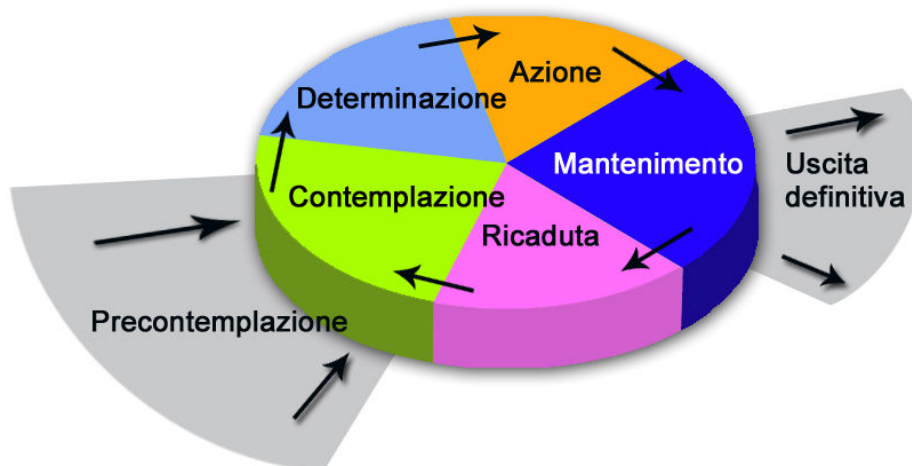 Azione
Determinazione
Mantenimento
Uscita
definitiva
Contemplazione
Ricaduta
Precontemplazione